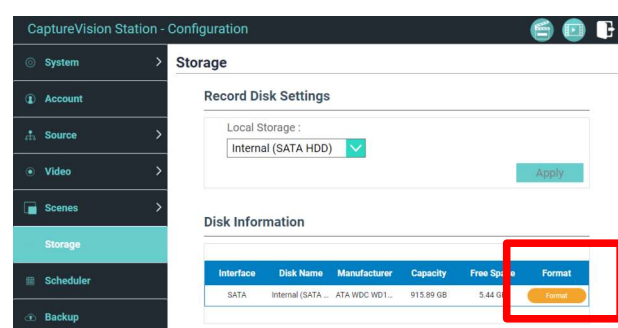 CaptureVision Station - Configuration
System
Storage
Account
Record Disk Settings
Source
Local Storage :
Internal (SATA HDD)
Video
Apply
Scenes
Disk Information
Storage
Interface Disk Name Manufacturer Capacity Free Space Format
Scheduler
SATA Internal (SATA ... ATA WDC WD1... 915.89 GB 5.44 GB Format
Backup